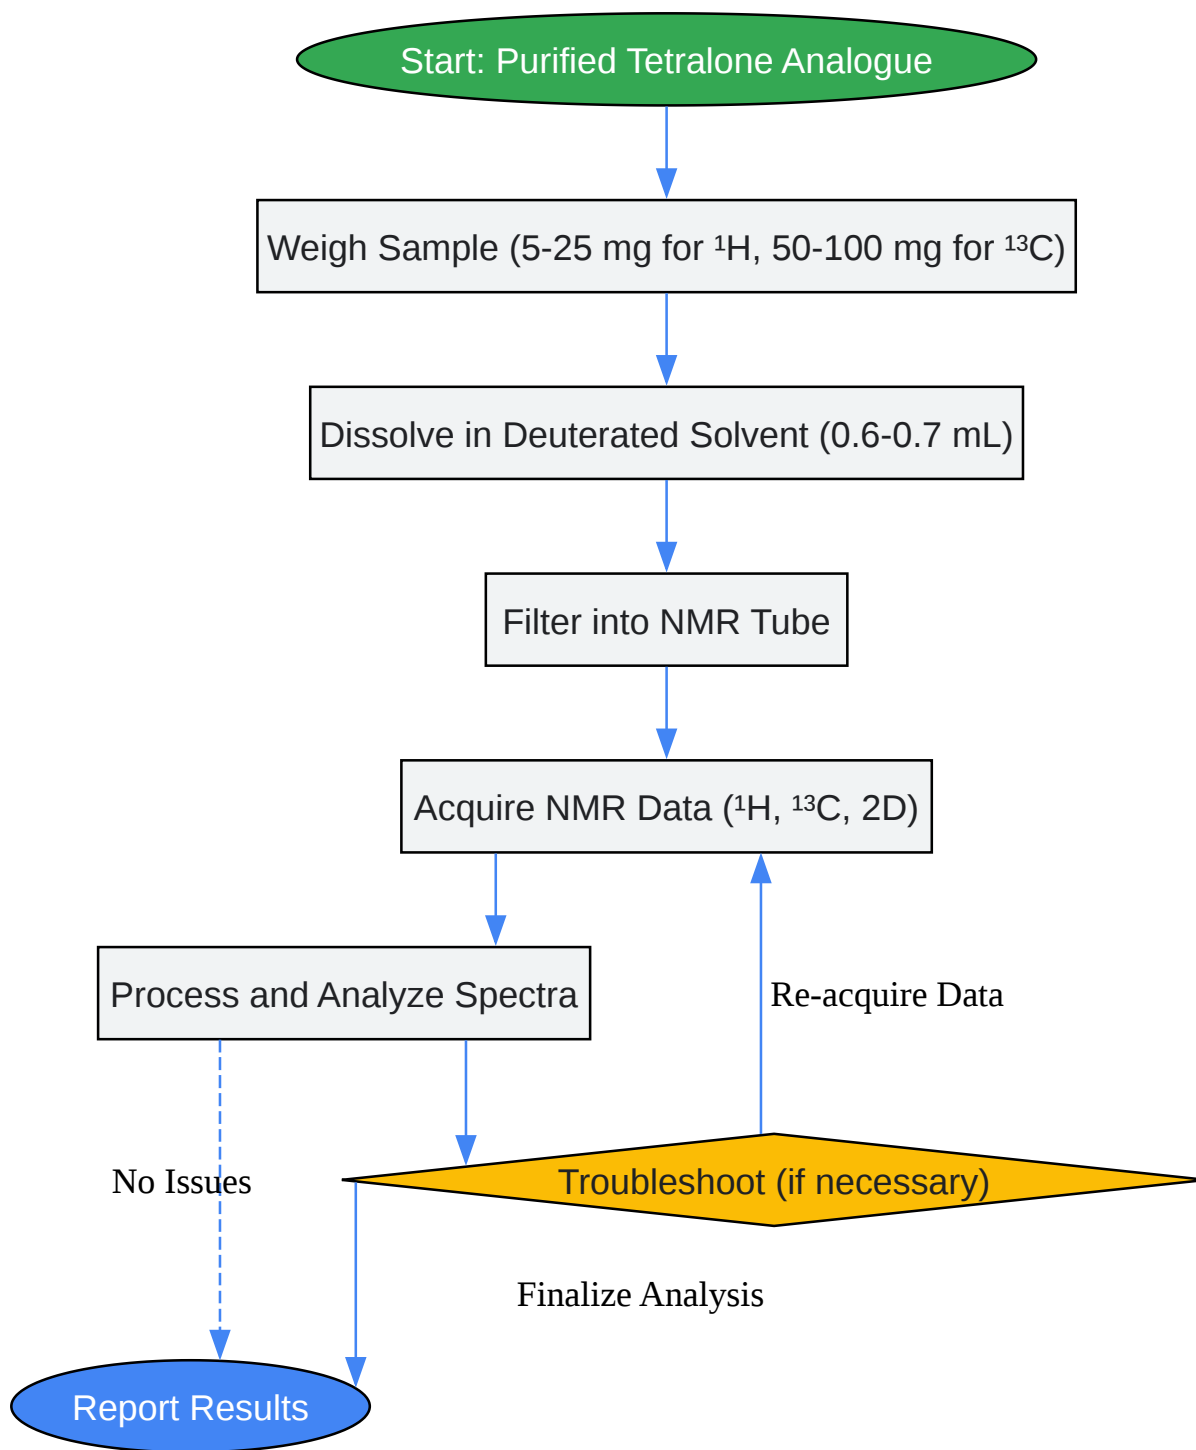 Start: Purified Tetralone Analogue
Weigh Sample (5-25 mg for ¹H, 50-100 mg for ¹³C)
Dissolve in Deuterated Solvent (0.6-0.7 mL)
Filter into NMR Tube
Acquire NMR Data (¹H, ¹³C, 2D)
Process and Analyze Spectra
Re-acquire Data
No Issues
Troubleshoot (if necessary)
Finalize Analysis
Report Results